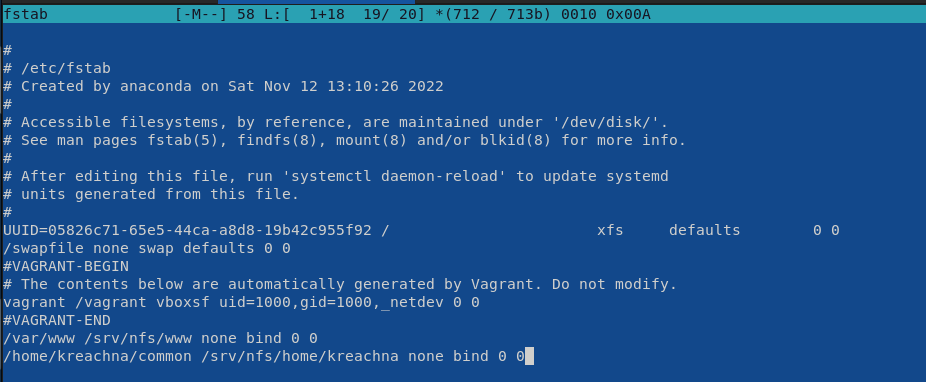 fstab [-M--] 58 L:[ 1+18 19/ 20] *(712 / 713b) 0010 0x00A
#
# /etc/fstab
# Created by anaconda on Sat Nov 12 13:10:26 2022
#
# Accessible filesystems, by reference, are maintained under '/dev/disk/'.
# See man pages fstab(5), findfs(8), mount(8) and/or blkid(8) for more info.
#
# After editing this file, run 'systemctl daemon-reload' to update systemd
# units generated from this file.
#
UUID=05826c71-65e5-44ca-a8d8-19b42c955f92 / xfs defaults 0 0
/swapfile none swap defaults 0 0
#VAGRANT-BEGIN
# The contents below are automatically generated by Vagrant. Do not modify.
vagrant /vagrant vboxsf uid=1000,gid=1000,_netdev 0 0
#VAGRANT-END
/var/www /srv/nfs/www none bind 0 0
/home/kreachna/common /srv/nfs/home/kreachna none bind 0 0